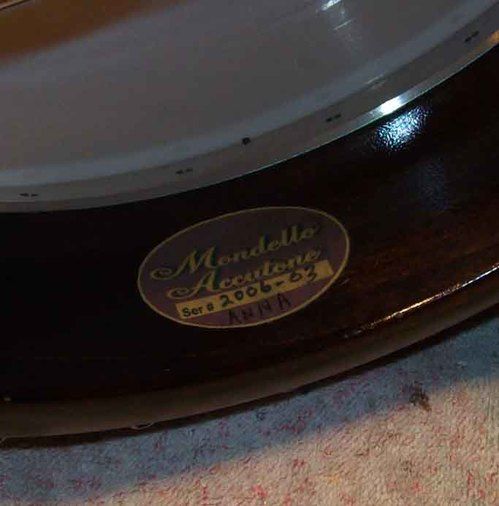 Mondello
Accutone
Ser # 2006-03
ANNA